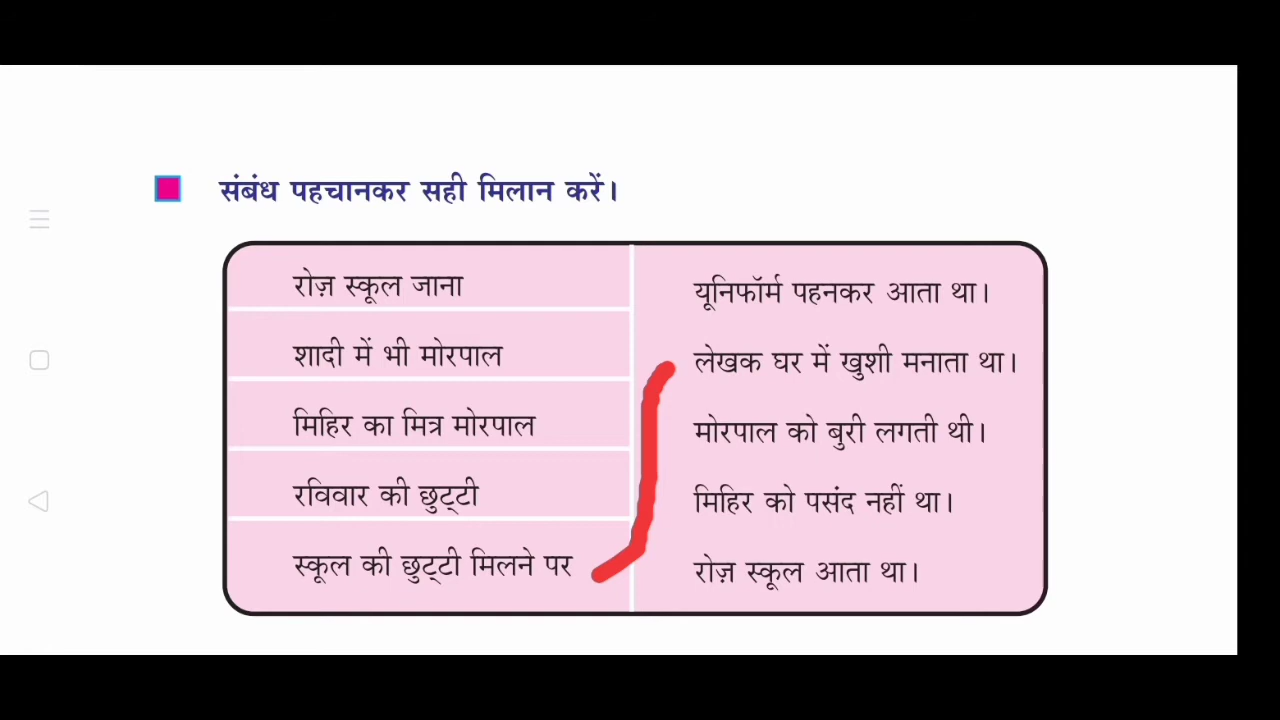 संबंध पहचानकर सही मिलान करें।
रोज़ स्कूल जाना
यूनिफॉर्म पहनकर आता था।
शादी में भी मोरपाल
लेखक घर में खुशी मनाता था।
मिहिर का मित्र मोरपाल
मोरपाल को बुरी लगती थी।
रविवार की छुट्टी
मिहिर को पसंद नहीं था।
स्कूल की छुट्टी मिलने पर
रोज़ स्कूल आता था।